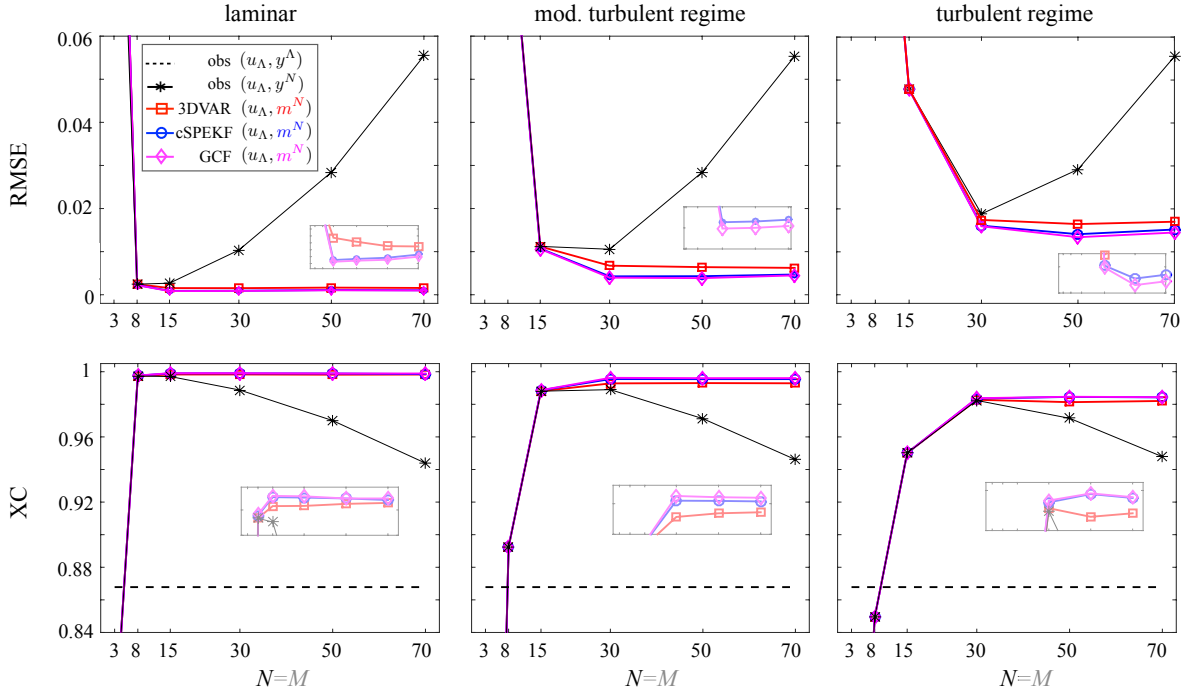 laminar
mod. turbulent regime
turbulent regime
RMSE
0.06
0.04
0.02
0
obs (u_Λ, y^Λ)
obs (u_Λ, y^N)
3DVAR (u_Λ, m^N)
cSPEKF (u_Λ, m^N)
GCF (u_Λ, m^N)
3 8 15 30 50 70
3 8 15 30 50 70
3 8 15 30 50 70
XC
1
0.96
0.92
0.88
0.84
3 8 15 30 50 70
3 8 15 30 50 70
3 8 15 30 50 70
N=M
N=M
N=M